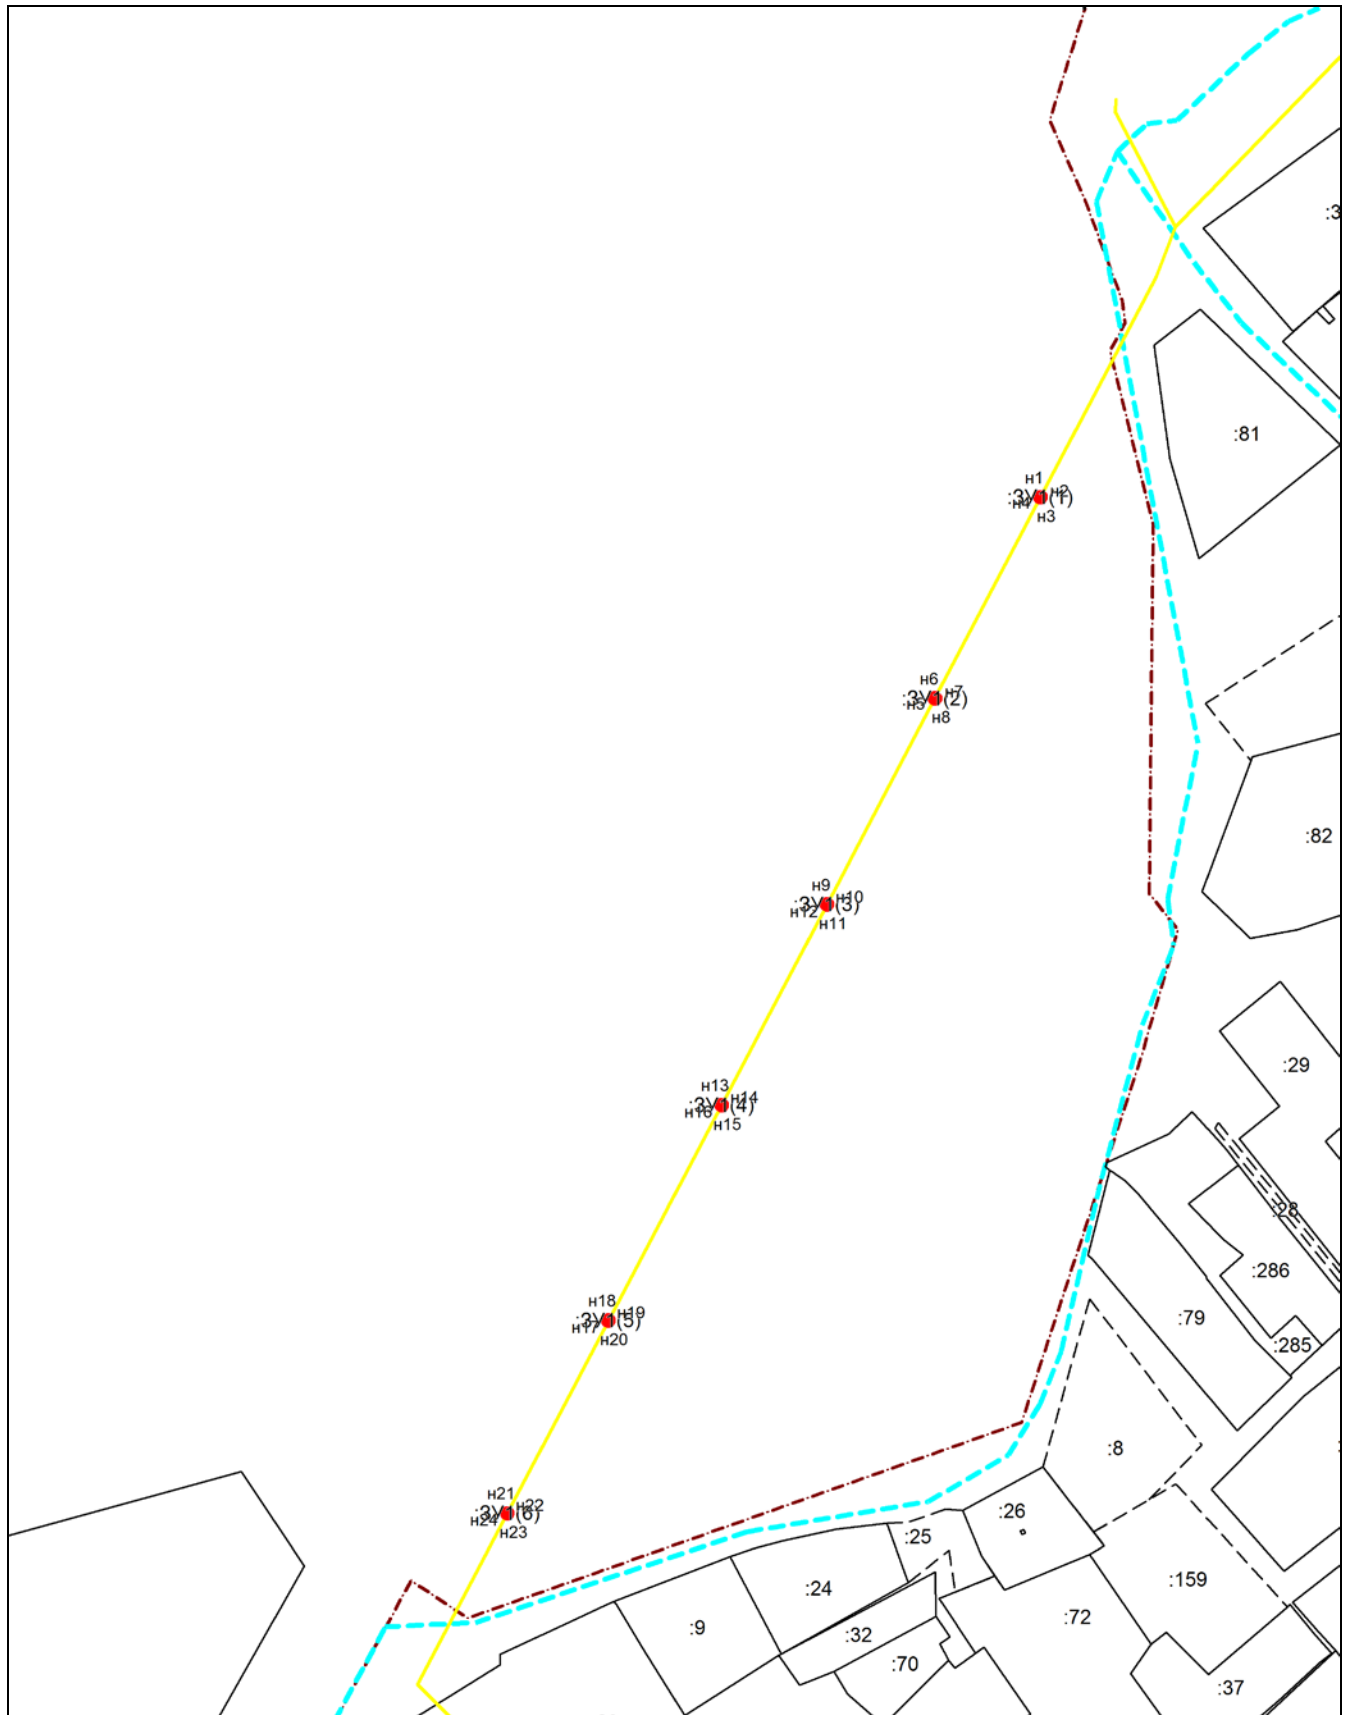 :3
:81
н1
н2
:ЗУ1(1)
н4
н3
н6
н7
:ЗУ1(2)
н5
н8
:82
н9
н10
:ЗУ1(3)
н12
н11
:29
н13
н14
:ЗУ1(4)
н16
н15
:28
:286
н18
н19
:ЗУ1(5)
н17
н20
:79
:285
:8
н21
н22
:ЗУ1(6)
н24
н23
:26
:25
:24
:159
:9
:32
:72
:70
:37